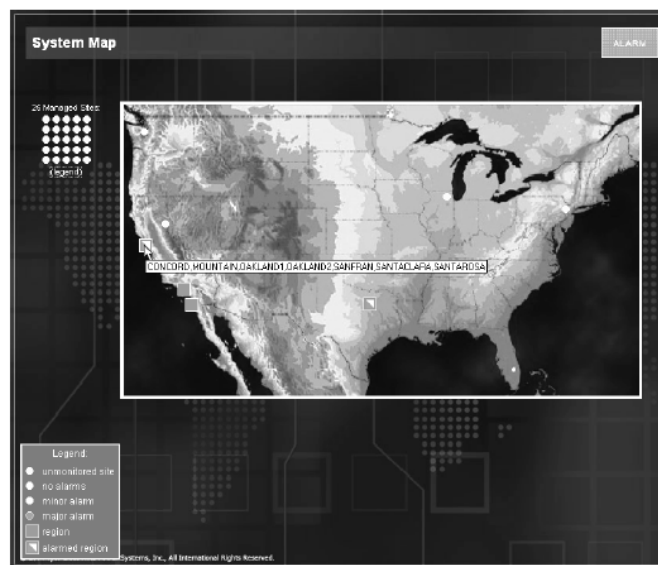 System Map
ALARM
26 Managed Sites:
(legend)
CONCORD,MOUNTAIN,OAKLAND1,OAKLAND2,SANFRAN,SANTACLARA,SANTAROSA
Legend:
unmonitored site
no alarms
minor alarm
major alarm
region
alarmed region
Systems, Inc., All International Rights Reserved.